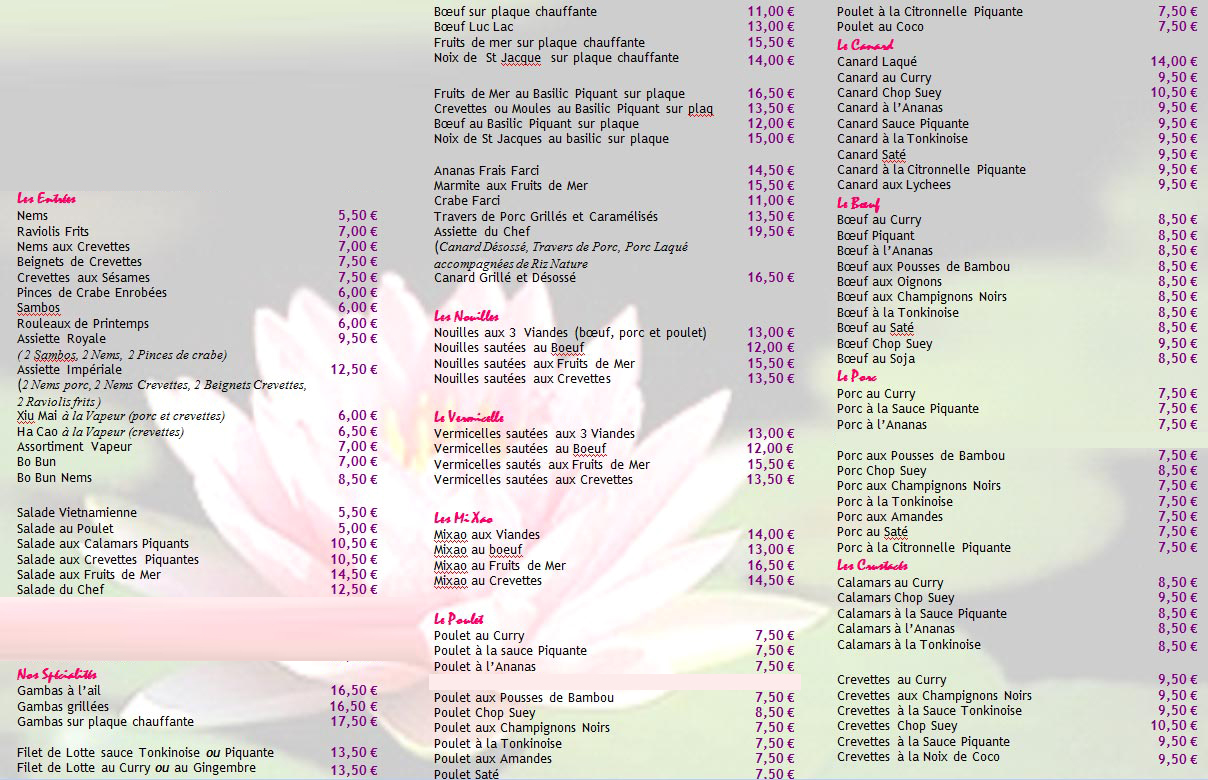 Les Entrées
Nems 5,50 €
Raviolis Frits 7,00 €
Nems aux Crevettes 7,00 €
Beignets de Crevettes 7,50 €
Crevettes aux Sésames 7,50 €
Pinces de Crabe Enrobées 6,00 €
Sambos 6,00 €
Rouleaux de Printemps 6,00 €
Assiette Royale 9,50 €
( 2 Sambos, 2 Nems, 2 Pinces de crabe)
Assiette Impériale 12,50 €
(2 Nems porc, 2 Nems Crevettes, 2 Beignets Crevettes,
2 Raviolis frits )
Xiu Mai à la Vapeur (porc et crevettes) 6,00 €
Ha Cao à la Vapeur (crevettes) 6,50 €
Assortiment Vapeur 7,00 €
Bo Bun 7,00 €
Bo Bun Nems 8,50 €
Salade Vietnamienne 5,50 €
Salade au Poulet 5,00 €
Salade aux Calamars Piquants 10,50 €
Salade aux Crevettes Piquantes 10,50 €
Salade aux Fruits de Mer 14,50 €
Salade du Chef 12,50 €
Nos Spécialités
Gambas à l'ail 16,50 €
Gambas grillées 16,50 €
Gambas sur plaque chauffante 17,50 €
Filet de Lotte sauce Tonkinoise ou Piquante 13,50 €
Filet de Lotte au Curry ou au Gingembre 13,50 €
Bœuf sur plaque chauffante 11,00 €
Bœuf Luc Lac 13,00 €
Fruits de mer sur plaque chauffante 15,50 €
Noix de St Jacque sur plaque chauffante 14,00 €
Fruits de Mer au Basilic Piquant sur plaque 16,50 €
Crevettes ou Moules au Basilic Piquant sur plaq 13,50 €
Bœuf au Basilic Piquant sur plaque 12,00 €
Noix de St Jacques au basilic sur plaque 15,00 €
Ananas Frais Farci 14,50 €
Marmite aux Fruits de Mer 15,50 €
Crabe Farci 11,00 €
Travers de Porc Grillés et Caramélisés 13,50 €
Assiette du Chef 19,50 €
(Canard Désossé, Travers de Porc, Porc Laqué
accompagnées de Riz Nature
Canard Grillé et Désossé 16,50 €
Les Nouilles
Nouilles aux 3 Viandes (bœuf, porc et poulet) 13,00 €
Nouilles sautées au Boeuf 12,00 €
Nouilles sautées aux Fruits de Mer 15,50 €
Nouilles sautées aux Crevettes 13,50 €
Le Vermicelle
Vermicelles sautées aux 3 Viandes 13,00 €
Vermicelles sautées au Boeuf 12,00 €
Vermicelles sautés aux Fruits de Mer 15,50 €
Vermicelles sautées aux Crevettes 13,50 €
Les Mi Xao
Mixao aux Viandes 14,00 €
Mixao au boeuf 13,00 €
Mixao au Fruits de Mer 16,50 €
Mixao au Crevettes 14,50 €
Le Poulet
Poulet au Curry 7,50 €
Poulet à la sauce Piquante 7,50 €
Poulet à l'Ananas 7,50 €
Poulet aux Pousses de Bambou 7,50 €
Poulet Chop Suey 8,50 €
Poulet aux Champignons Noirs 7,50 €
Poulet à la Tonkinoise 7,50 €
Poulet aux Amandes 7,50 €
Poulet Saté 7,50 €
Poulet à la Citronnelle Piquante 7,50 €
Poulet au Coco 7,50 €
Le Canard
Canard Laqué 14,00 €
Canard au Curry 9,50 €
Canard Chop Suey 10,50 €
Canard à l'Ananas 9,50 €
Canard Sauce Piquante 9,50 €
Canard à la Tonkinoise 9,50 €
Canard Saté 9,50 €
Canard à la Citronnelle Piquante 9,50 €
Canard aux Lychees 9,50 €
Le Bœuf
Bœuf au Curry 8,50 €
Bœuf Piquant 8,50 €
Bœuf à l'Ananas 8,50 €
Bœuf aux Pousses de Bambou 8,50 €
Bœuf aux Oignons 8,50 €
Bœuf aux Champignons Noirs 8,50 €
Bœuf à la Tonkinoise 8,50 €
Bœuf au Saté 8,50 €
Bœuf Chop Suey 9,50 €
Bœuf au Soja 8,50 €
Le Porc
Porc au Curry 7,50 €
Porc à la Sauce Piquante 7,50 €
Porc à l'Ananas 7,50 €
Porc aux Pousses de Bambou 7,50 €
Porc Chop Suey 8,50 €
Porc aux Champignons Noirs 7,50 €
Porc à la Tonkinoise 7,50 €
Porc aux Amandes 7,50 €
Porc au Saté 7,50 €
Porc à la Citronnelle Piquante 7,50 €
Les Crustacés
Calamars au Curry 8,50 €
Calamars Chop Suey 9,50 €
Calamars à la Sauce Piquante 8,50 €
Calamars à l'Ananas 8,50 €
Calamars à la Tonkinoise 8,50 €
Crevettes au Curry 9,50 €
Crevettes aux Champignons Noirs 9,50 €
Crevettes à la Sauce Tonkinoise 9,50 €
Crevettes Chop Suey 10,50 €
Crevettes à la Sauce Piquante 9,50 €
Crevettes à la Noix de Coco 9,50 €